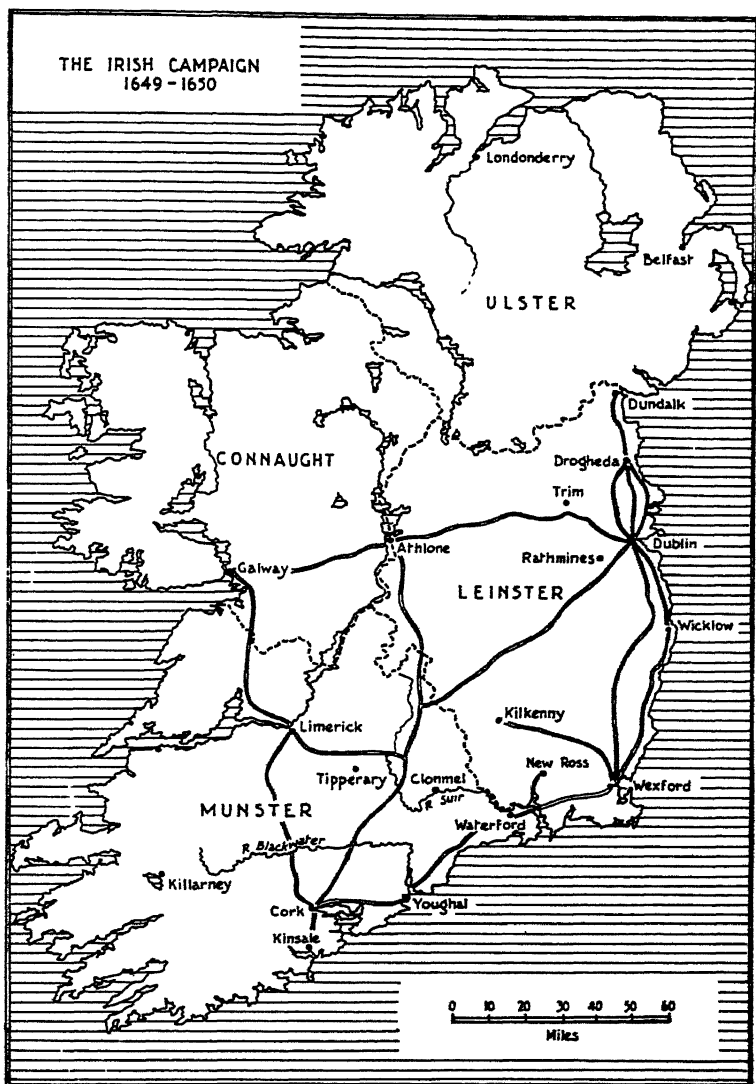 THE IRISH CAMPAIGN
1649-1650
Londonderry
Belfast
ULSTER
Dundalk
CONNAUGHT
Drogheda
Trim
Athlone
Dublin
Rathmines
Galway
LEINSTER
Wicklow
Kilkenny
Limerick
New Ross
Tipperary
Clonmel
Wexford
R Suir
MUNSTER
Waterford
R. Blackwater
Killarney
Youghal
Cork
Kinsale
0 10 20 30 40 50 60
Miles